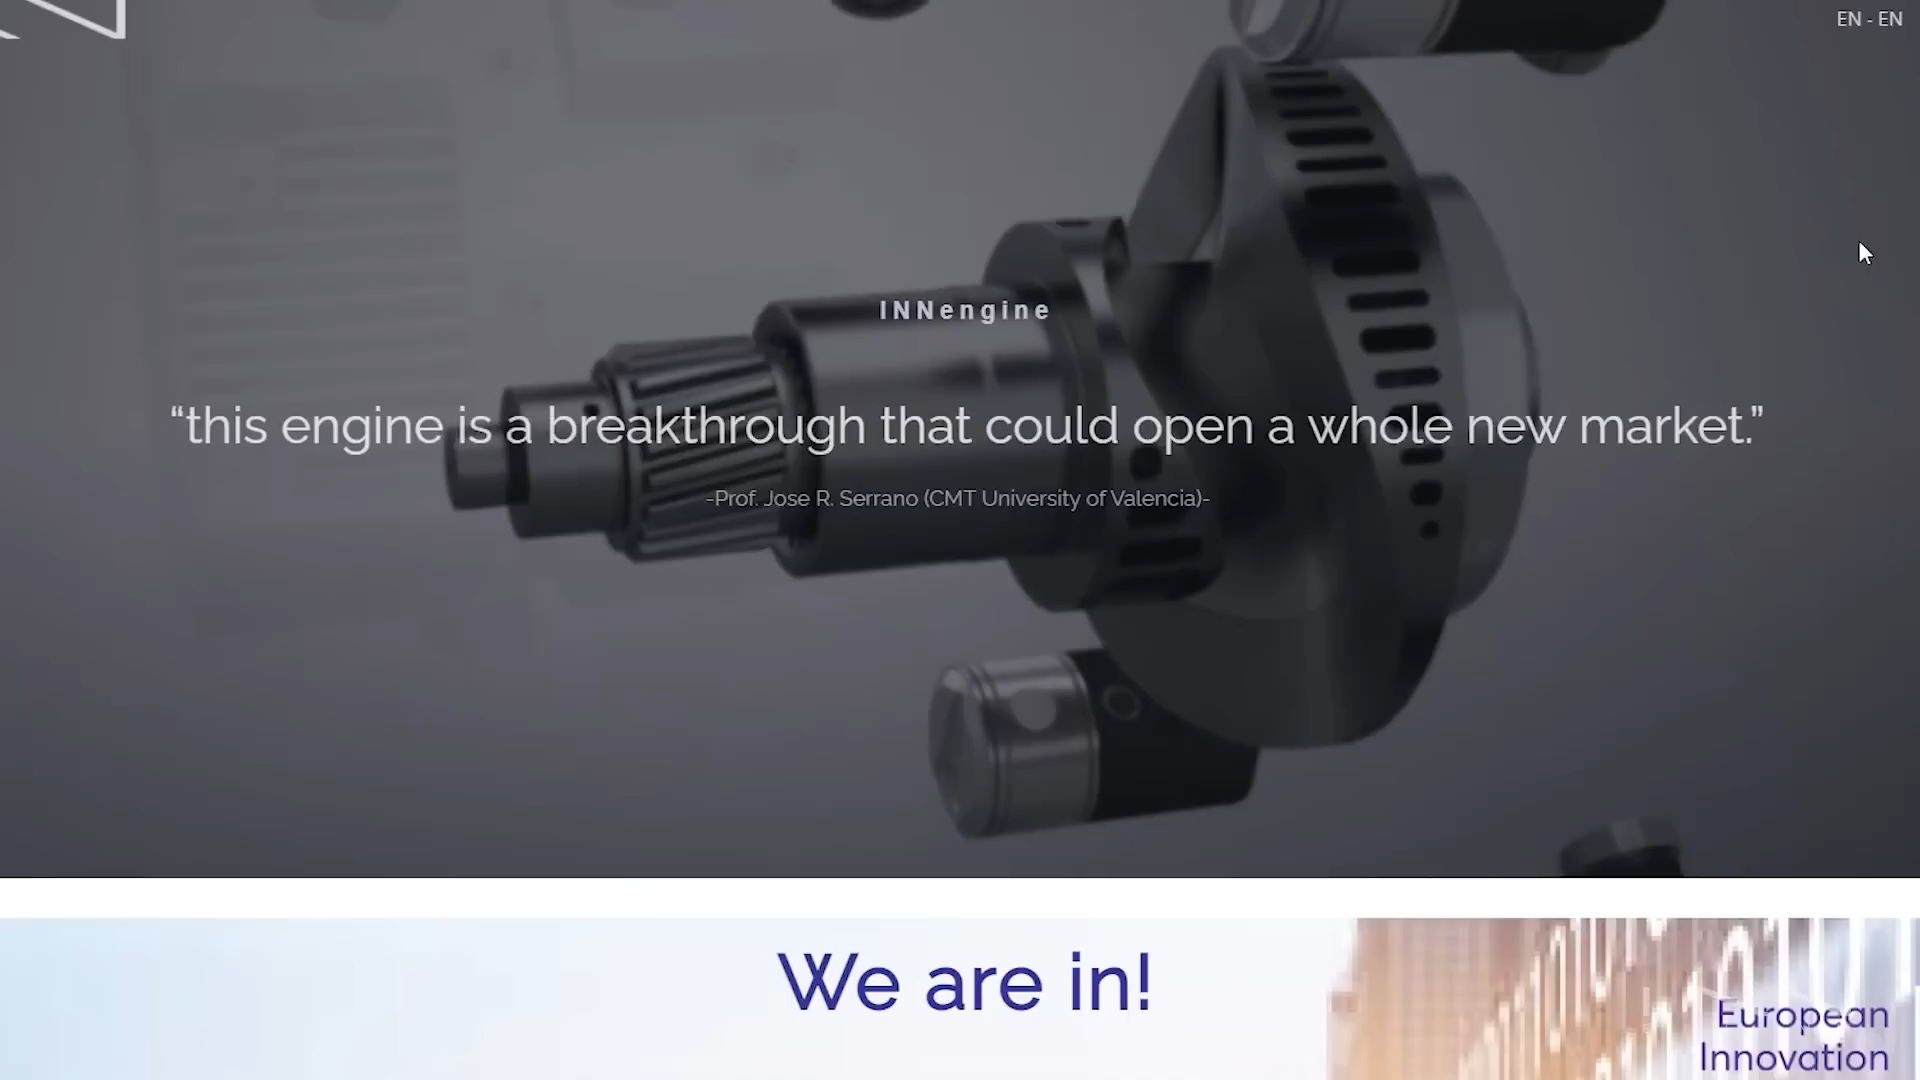 EN - EN
INNengine
“this engine is a breakthrough that could open a whole new market.”
-Prof. Jose R. Serrano (CMT University of Valencia)-
We are in!
European
Innovation